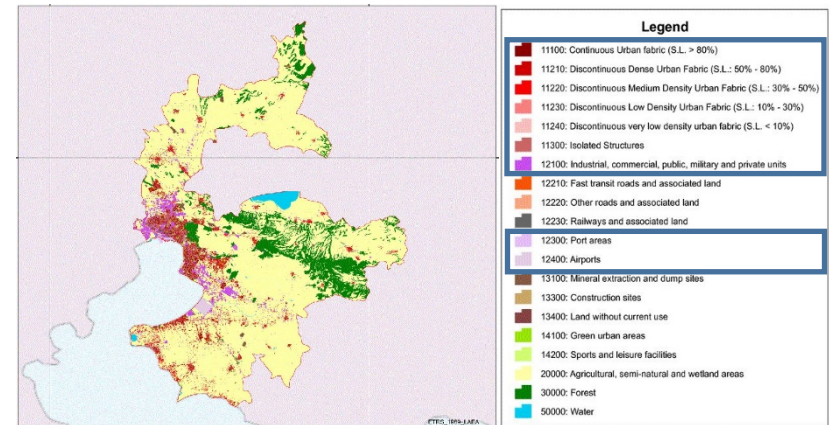 Legend
11100: Continuous Urban fabric (S.L. > 80%)
11210: Discontinuous Dense Urban Fabric (S.L.: 50% - 80%)
11220: Discontinuous Medium Density Urban Fabric (S.L.: 30% - 50%)
11230: Discontinuous Low Density Urban Fabric (S.L.: 10% - 30%)
11240: Discontinuous very low density urban fabric (S.L. < 10%)
11300: Isolated Structures
12100: Industrial, commercial, public, military and private units
12210: Fast transit roads and associated land
12220: Other roads and associated land
12230: Railways and associated land
12300: Port areas
12400: Airports
13100: Mineral extraction and dump sites
13300: Construction sites
13400: Land without current use
14100: Green urban areas
14200: Sports and leisure facilities
20000: Agricultural, semi-natural and wetland areas
30000: Forest
50000: Water